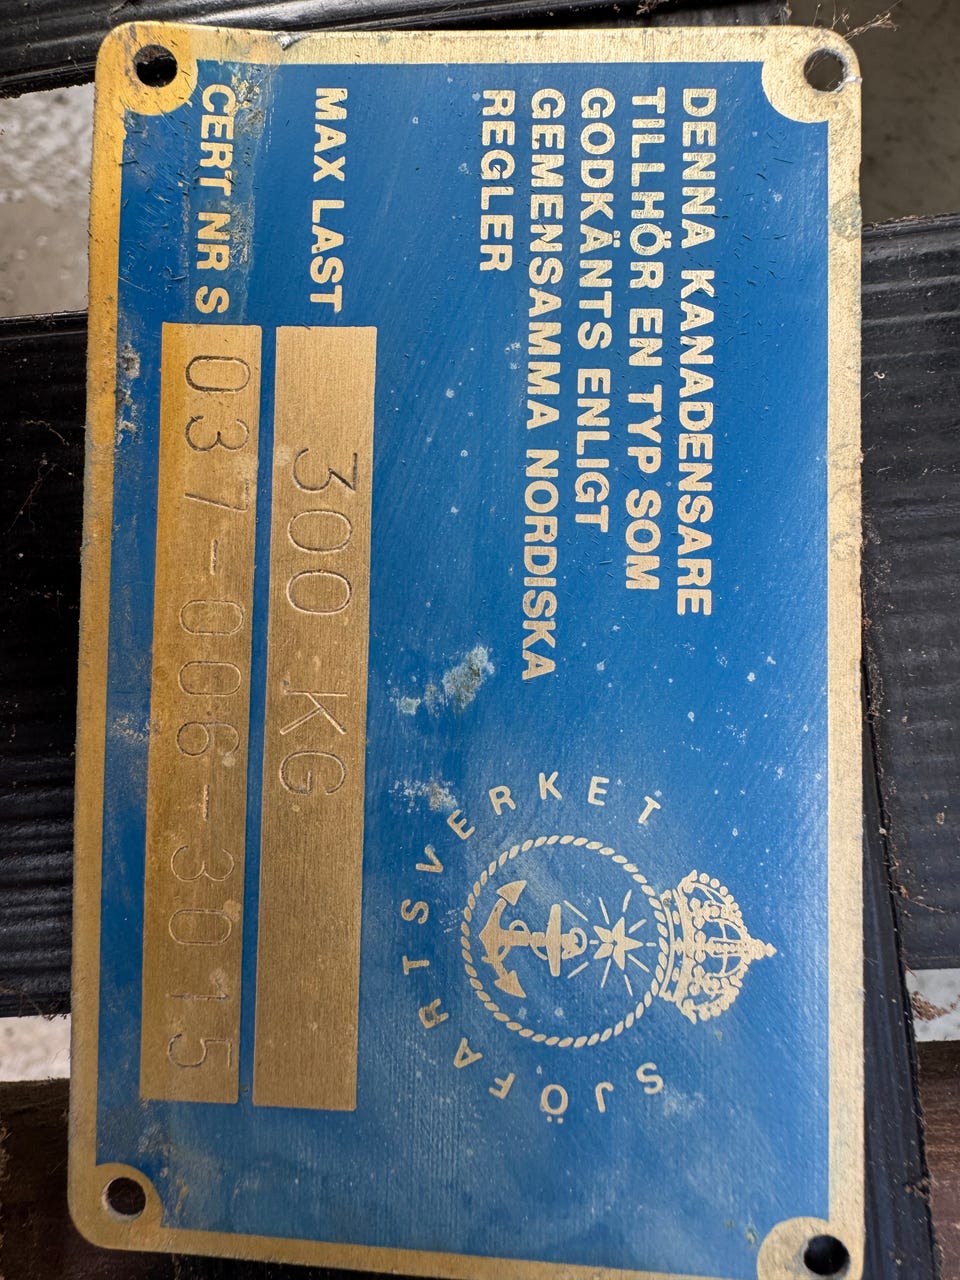 DENNA KANADENSARE
TILLHÖR EN TYP SOM
GODKÄNTS ENLIGT
GEMENSAMMA NORDISKA
REGLER
SJÖFARTSVERKET
MAX LAST 300 KG
CERT NR S 037-006-3015